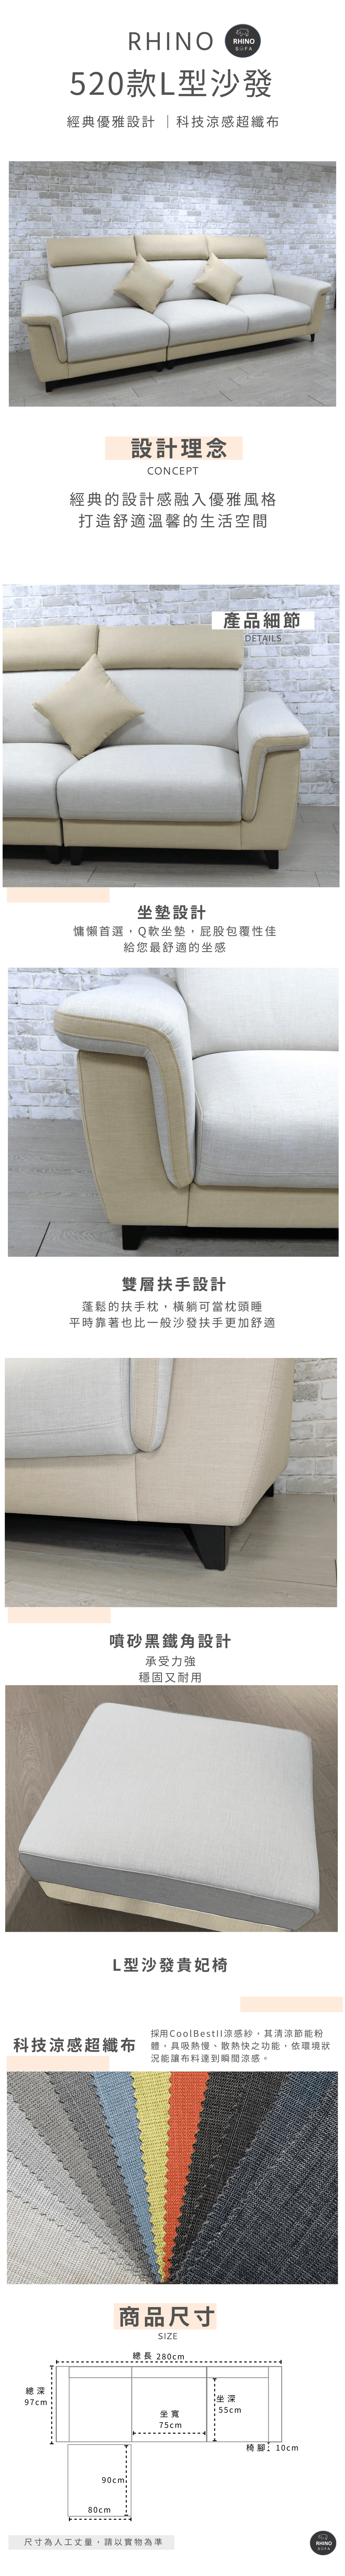 RHINO
RHINO
SOFA
520款L型沙發
經典優雅設計｜科技涼感超纖布
設計理念
CONCEPT
經典的設計感融入優雅風格
打造舒適溫馨的生活空間
產品細節
DETAILS
坐墊設計
慵懶首選，Q軟坐墊，屁股包覆性佳
給您最舒適的坐感
雙層扶手設計
蓬鬆的扶手枕，橫躺可當枕頭睡
平時靠著也比一般沙發扶手更加舒適
噴砂黑鐵角設計
承受力強
穩固又耐用
L型沙發貴妃椅
科技涼感超纖布
採用CoolBestII涼感紗，其清涼節能粉
體，具吸熱慢、散熱快之功能，依環境狀
況能讓布料達到瞬間涼感。
商品尺寸
SIZE
總長 280cm
總深
97cm
坐寬
75cm
坐深
55cm
椅腳：10cm
90cm
80cm
尺寸為人工丈量，請以實物為準
RHINO
SOFA